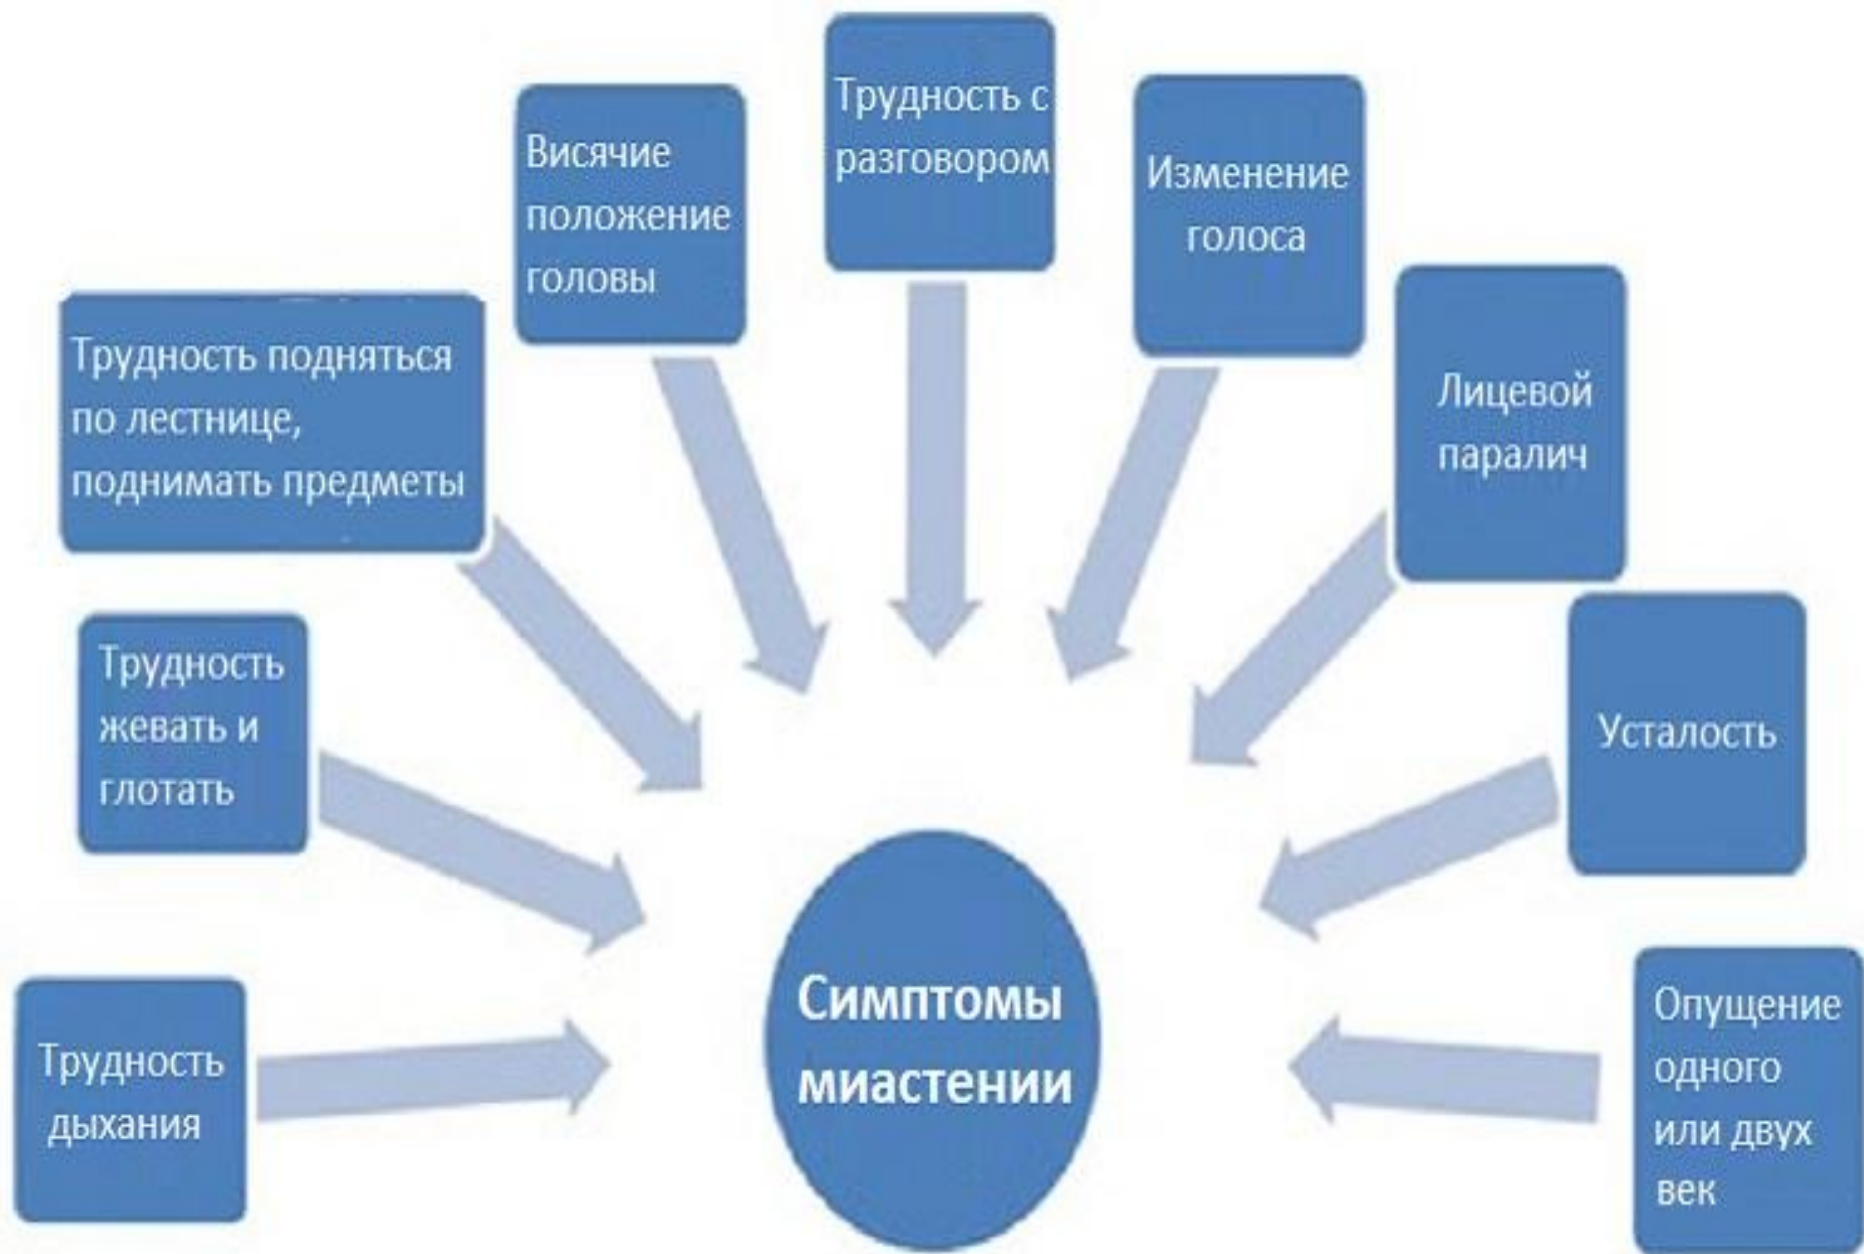 Трудность с
разговором
Висячие
положение
головы
Изменение
голоса
Трудность подняться
по лестнице,
поднимать предметы
Лицевой
паралич
Трудность
жевать и
глотать
Усталость
Трудность
дыхания
Симптомы
миастении
Опущение
одного
или двух
век